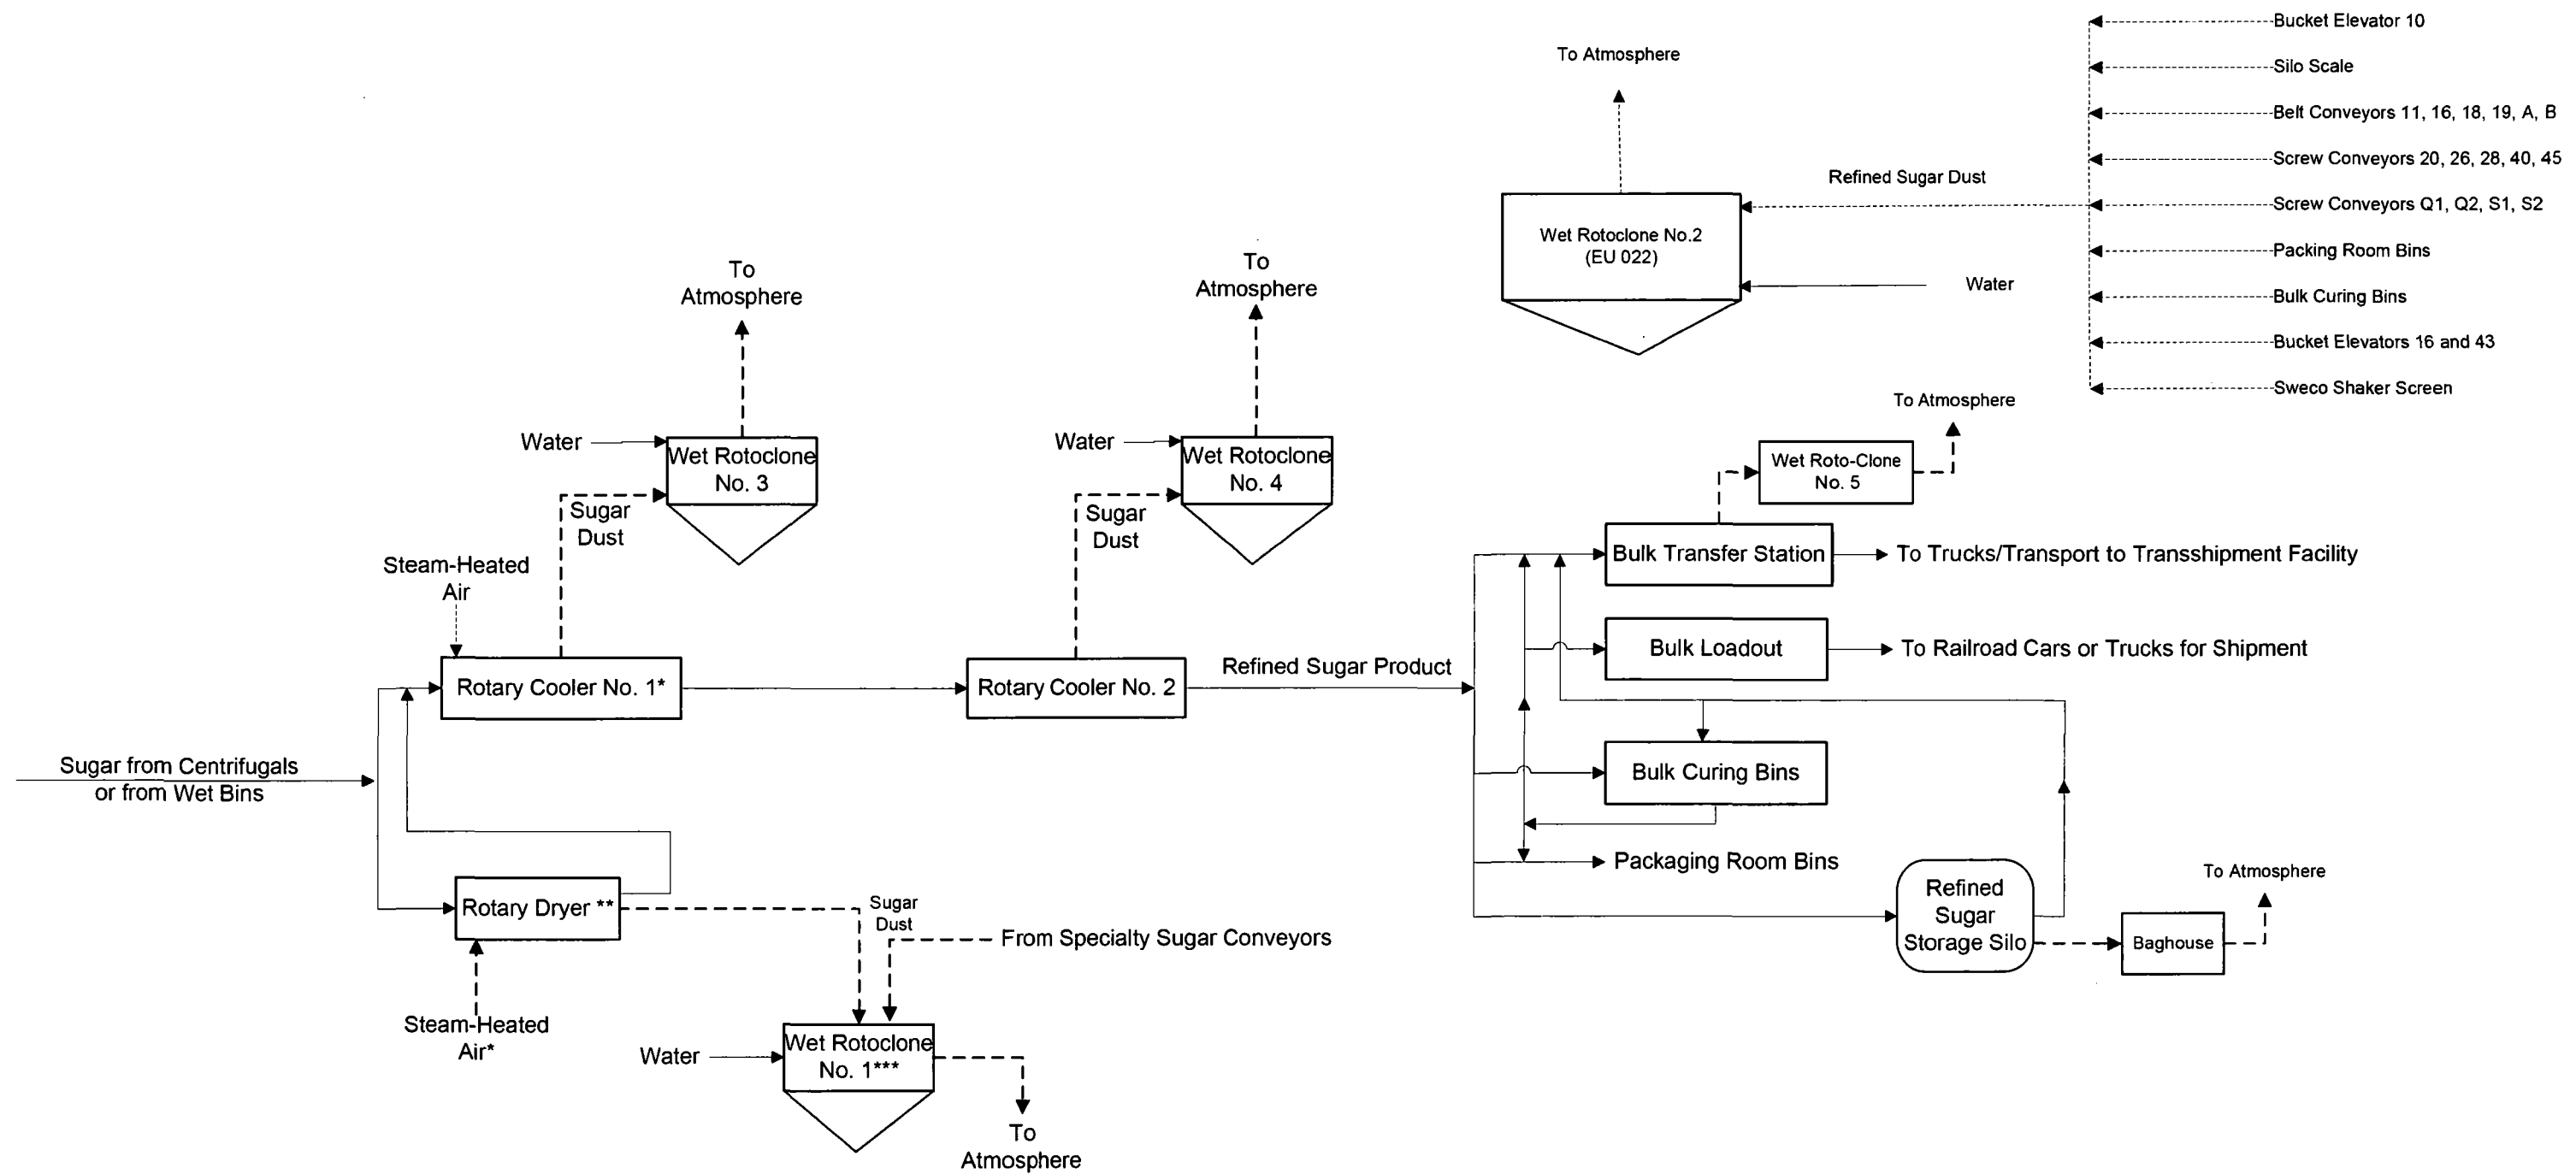 Bucket Elevator 10
To Atmosphere
Silo Scale
Belt Conveyors 11, 16, 18, 19, A, B
Screw Conveyors 20, 26, 28, 40, 45
Refined Sugar Dust
Screw Conveyors Q1, Q2, S1, S2
Wet Rotoclone No.2
(EU 022)
Packing Room Bins
Water
Bulk Curing Bins
Bucket Elevators 16 and 43
Sweco Shaker Screen
To
Atmosphere
To
Atmosphere
To Atmosphere
Water
Wet Rotoclone
No. 3
Water
Wet Rotoclone
No. 4
Wet Roto-Clone
No. 5
Sugar
Dust
Sugar
Dust
Steam-Heated
Air
Bulk Transfer Station
To Trucks/Transport to Transshipment Facility
Bulk Loadout
To Railroad Cars or Trucks for Shipment
Rotary Cooler No. 1*
Rotary Cooler No. 2
Refined Sugar Product
Sugar from Centrifugals
or from Wet Bins
Bulk Curing Bins
Packaging Room Bins
Refined
Sugar
Storage Silo
To Atmosphere
Baghouse
Rotary Dryer **
Sugar
Dust
From Specialty Sugar Conveyors
Steam-Heated
Air*
Water
Wet Rotoclone
No. 1***
To
Atmosphere